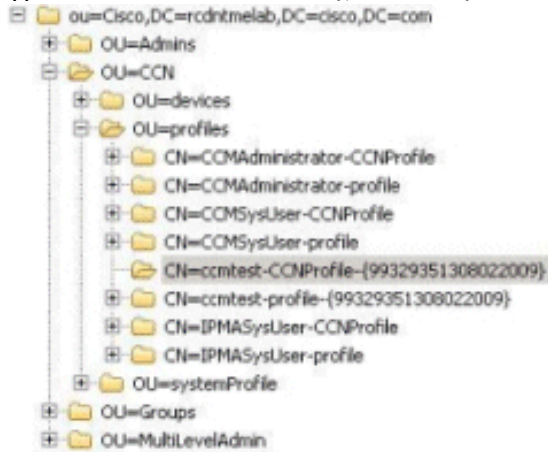 ou=Cisco,DC=rcdntmelab,DC=cisco,DC=com
OU=Admins
OU=CCN
OU=devices
OU=profiles
CN=CCMAdministrator-CCNProfile
CN=CCMAdministrator-profile
CN=CCMSysUser-CCNProfile
CN=CCMSysUser-profile
CN=ccmtest-CCNProfile-{99329351308022009}
CN=ccmtest-profile-{99329351308022009}
CN=IPMASysUser-CCNProfile
CN=IPMASysUser-profile
OU=systemProfile
OU=Groups
OU=MultiLevelAdmin